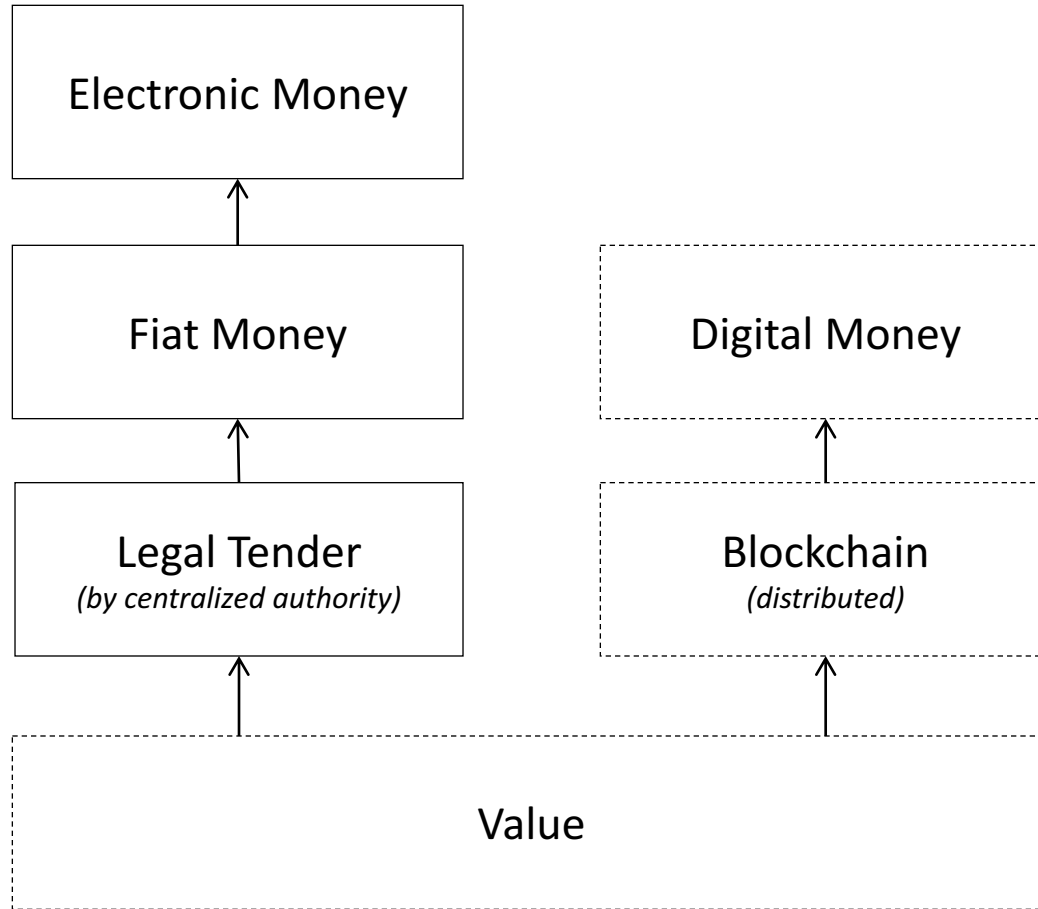 Electronic Money
Fiat Money
Digital Money
Legal Tender
(by centralized authority)
Blockchain
(distributed)
Value